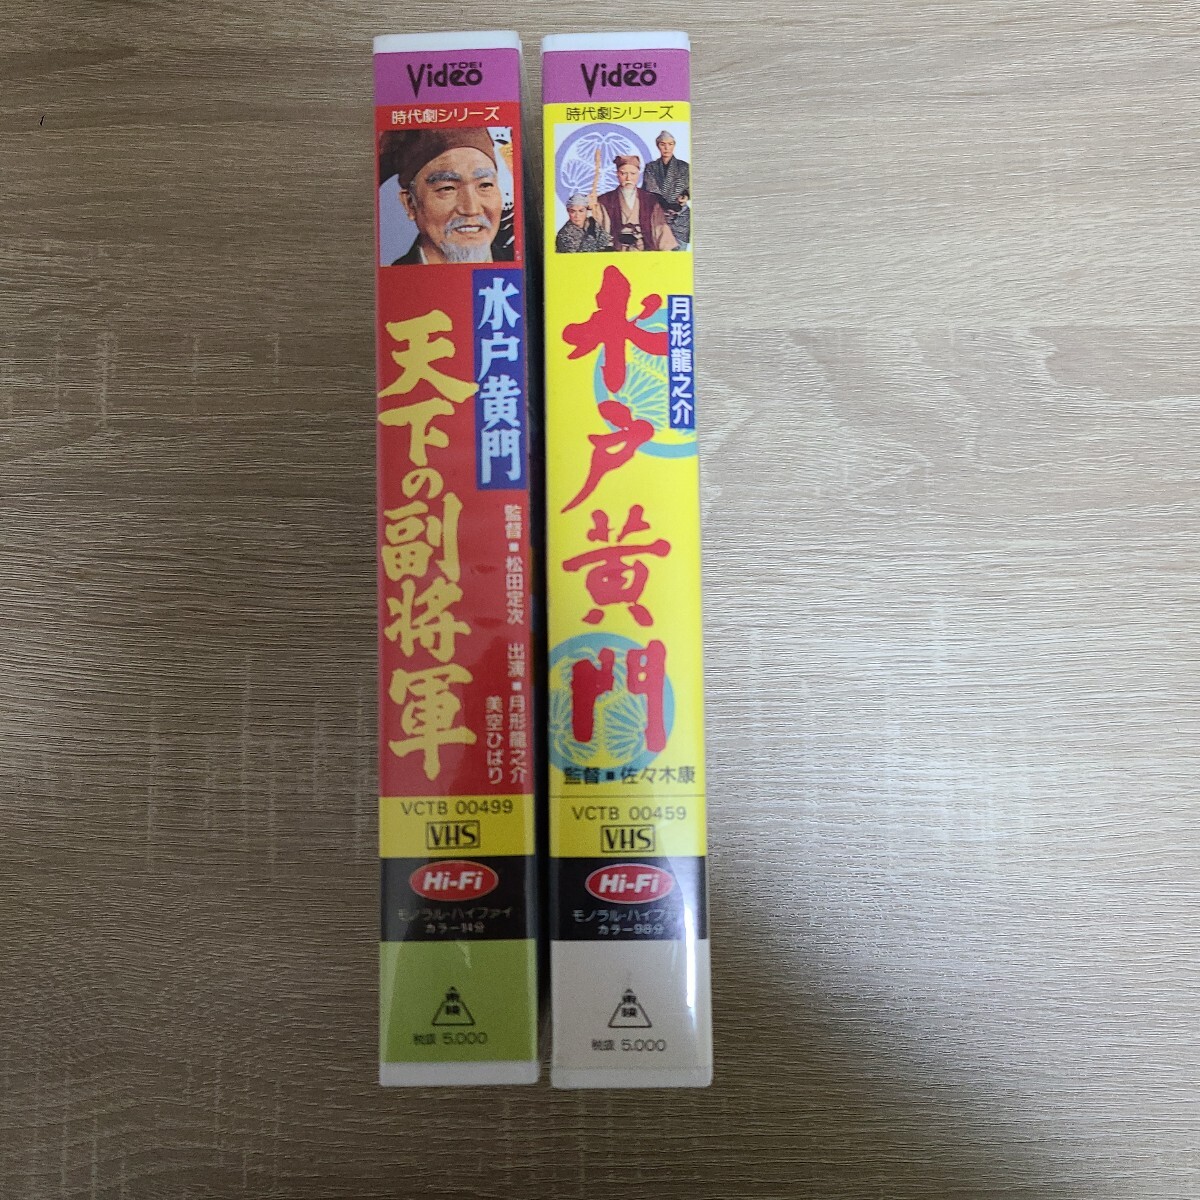 TOEI
Video
時代劇シリーズ
水戸黄門
天下の副将軍
監督■松田定次 出演■月形龍之介
美空ひばり
VCTB 00499
VHS
Hi-Fi
モノラル・ハイファイ
東映
税抜 5.000
TOEI
Video
時代劇シリーズ
月形龍之介
水戸黄門
監督■佐々木康
VCTB 00459
VHS
Hi-Fi
モノラル・ハイファイ
カラー98分
東映
税抜 5.000